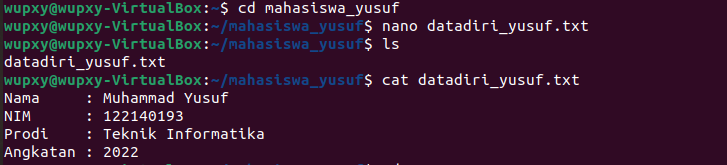 wupxy@wupxy-VirtualBox:~$ cd mahasiswa_yusuf
wupxy@wupxy-VirtualBox:~/mahasiswa_yusuf$ nano datadiri_yusuf.txt
wupxy@wupxy-VirtualBox:~/mahasiswa_yusuf$ ls
datadiri_yusuf.txt
wupxy@wupxy-VirtualBox:~/mahasiswa_yusuf$ cat datadiri_yusuf.txt
Nama     : Muhammad Yusuf
NIM      : 122140193
Prodi    : Teknik Informatika
Angkatan : 2022